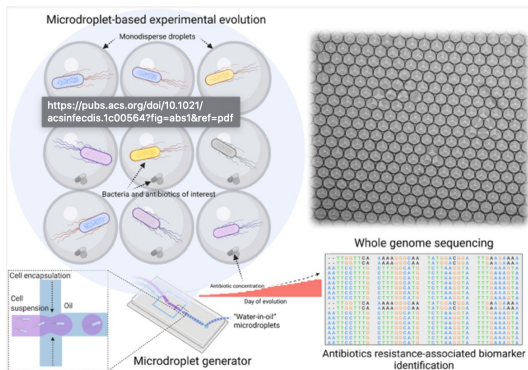 Microdroplet-based experimental evolution
Monodisperse droplets
https://pubs.acs.org/doi/10.1021/
acsinfecdis.1c00564?fig=abs1&ref=pdf
Bacteria and antibiotics of interest
Cell encapsulation
Cell
suspension
Oil
Antibiotic concentration
Day of evolution
"Water-in-oil"
microdroplets
Microdroplet generator
Whole genome sequencing
Antibiotics resistance-associated biomarker
identification